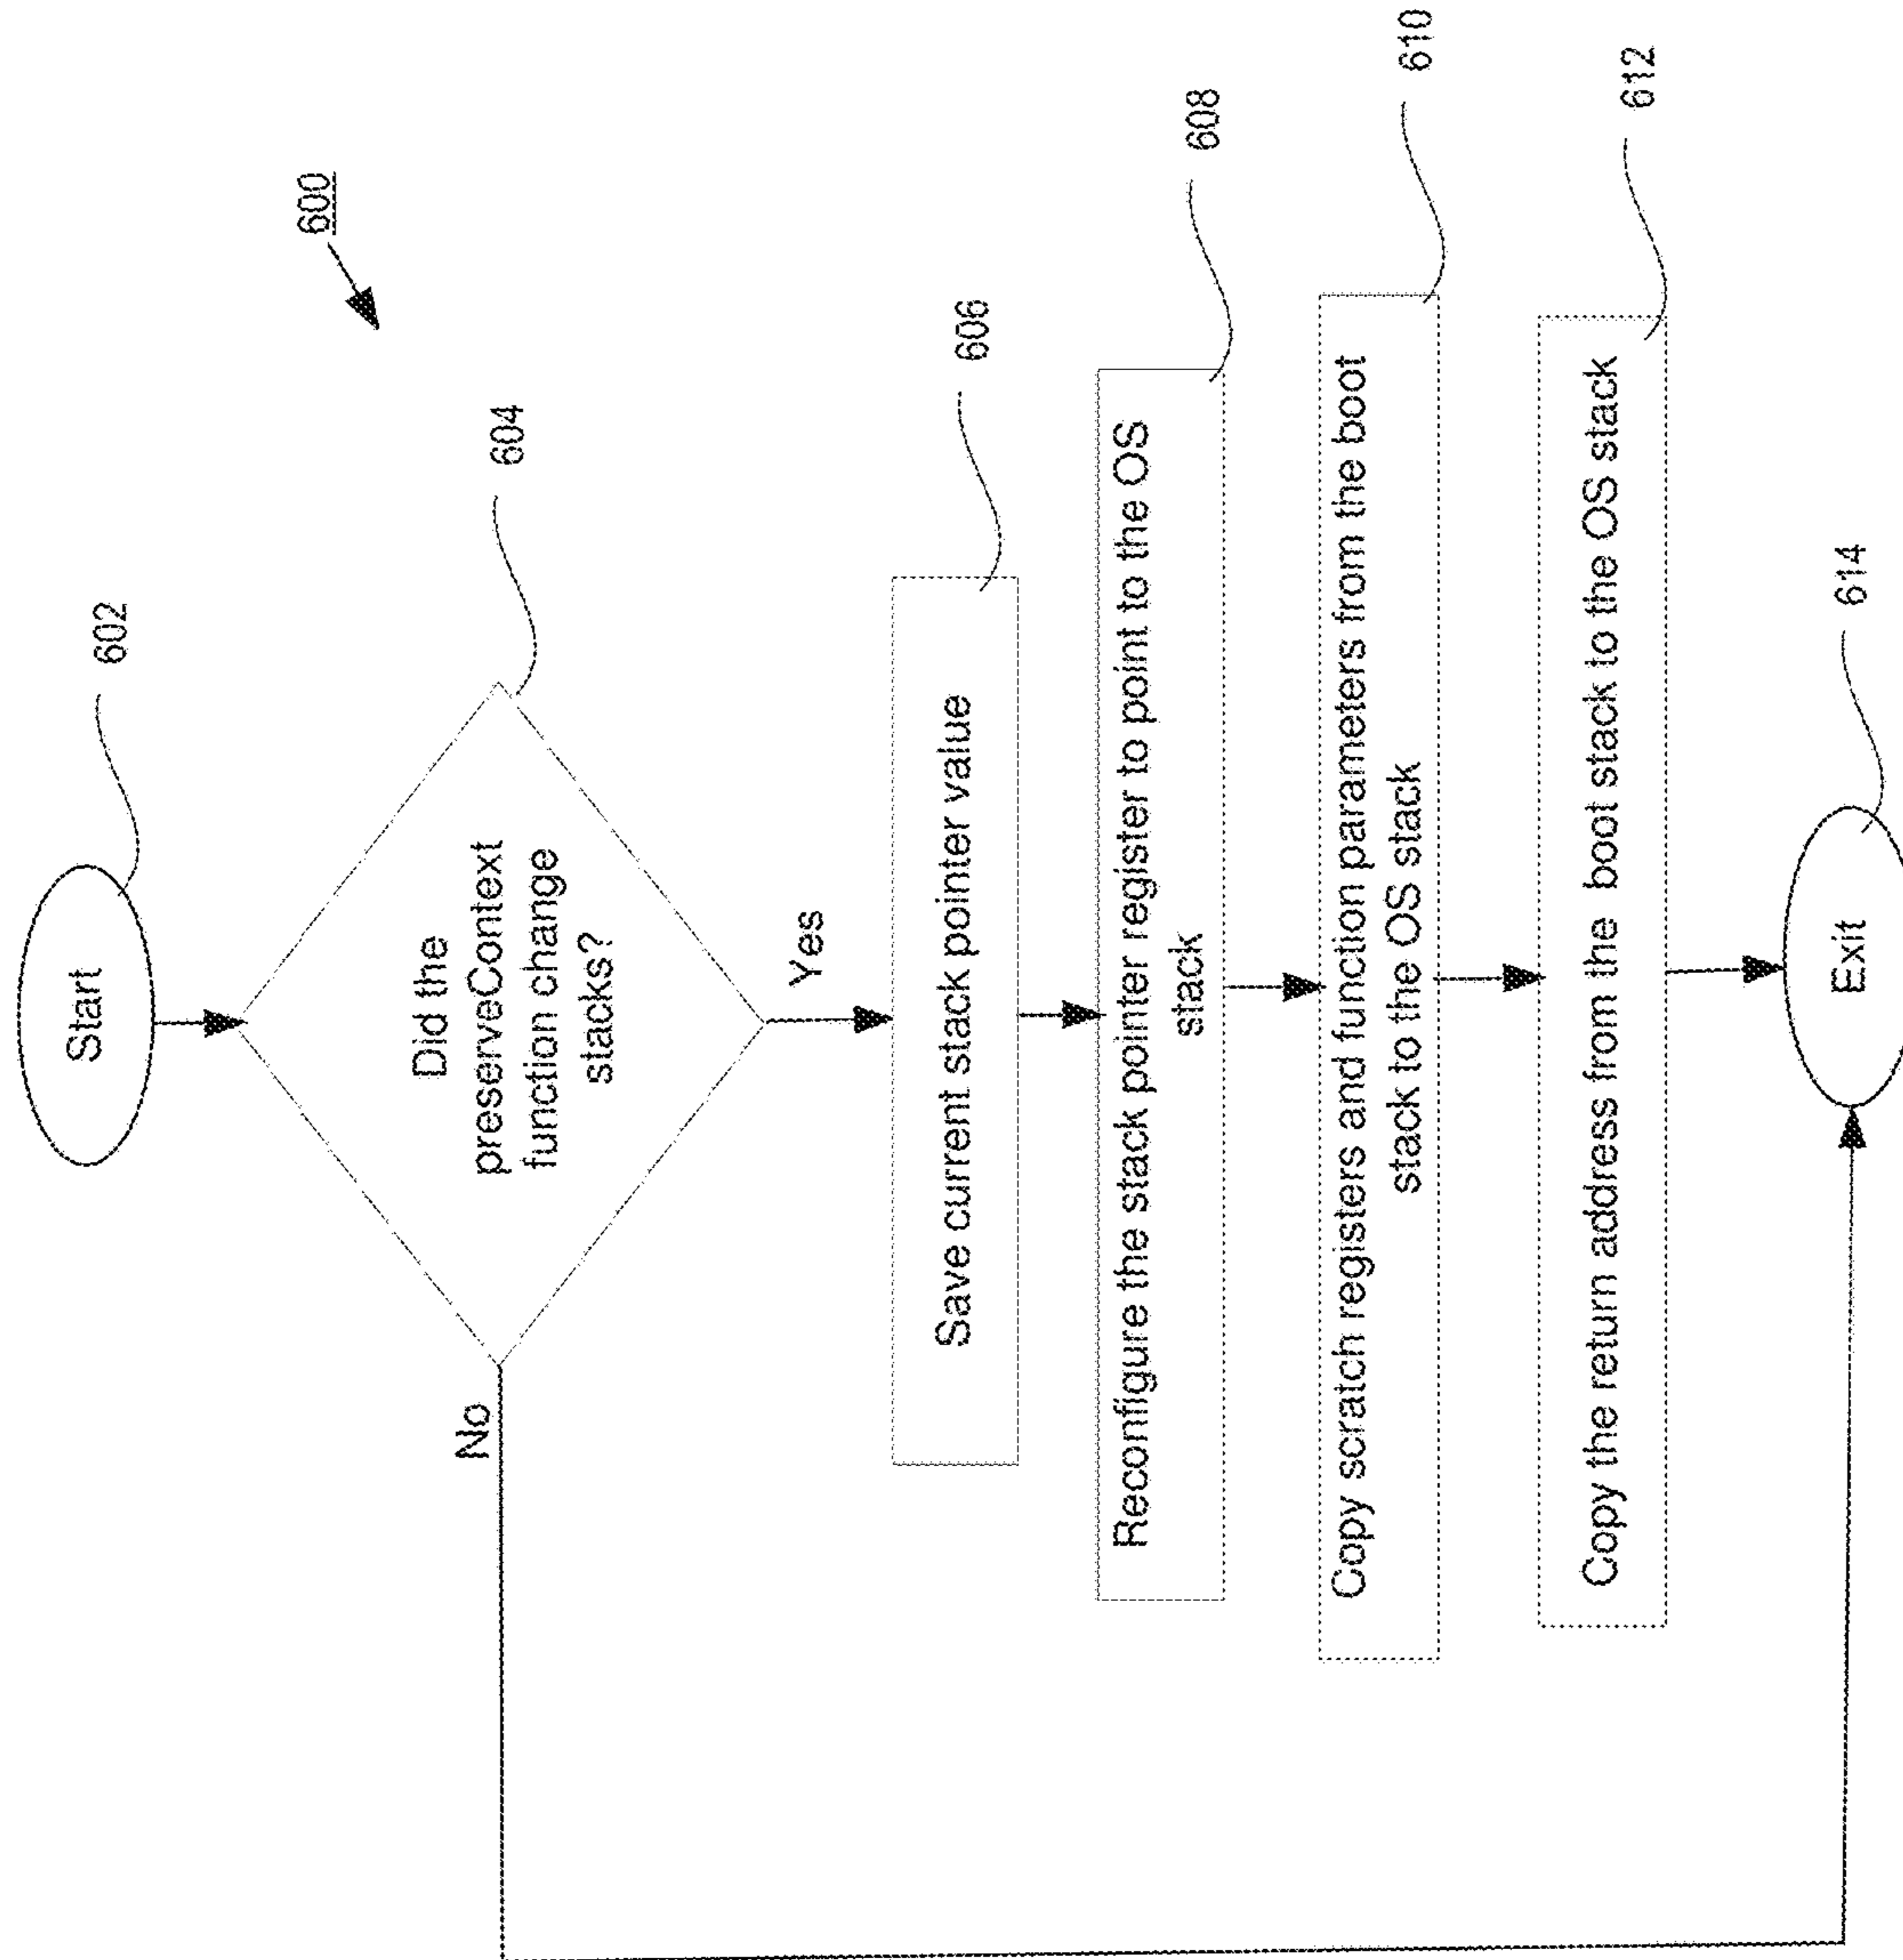 600
Start
602
Did the
preserveContext
function change
stacks?
604
No
Yes
Save current stack pointer value
606
Reconfigure the stack pointer register to point to the OS
stack
608
Copy scratch registers and function parameters from the boot
stack to the OS stack
610
Copy the return address from the boot stack to the OS stack
612
Exit
614